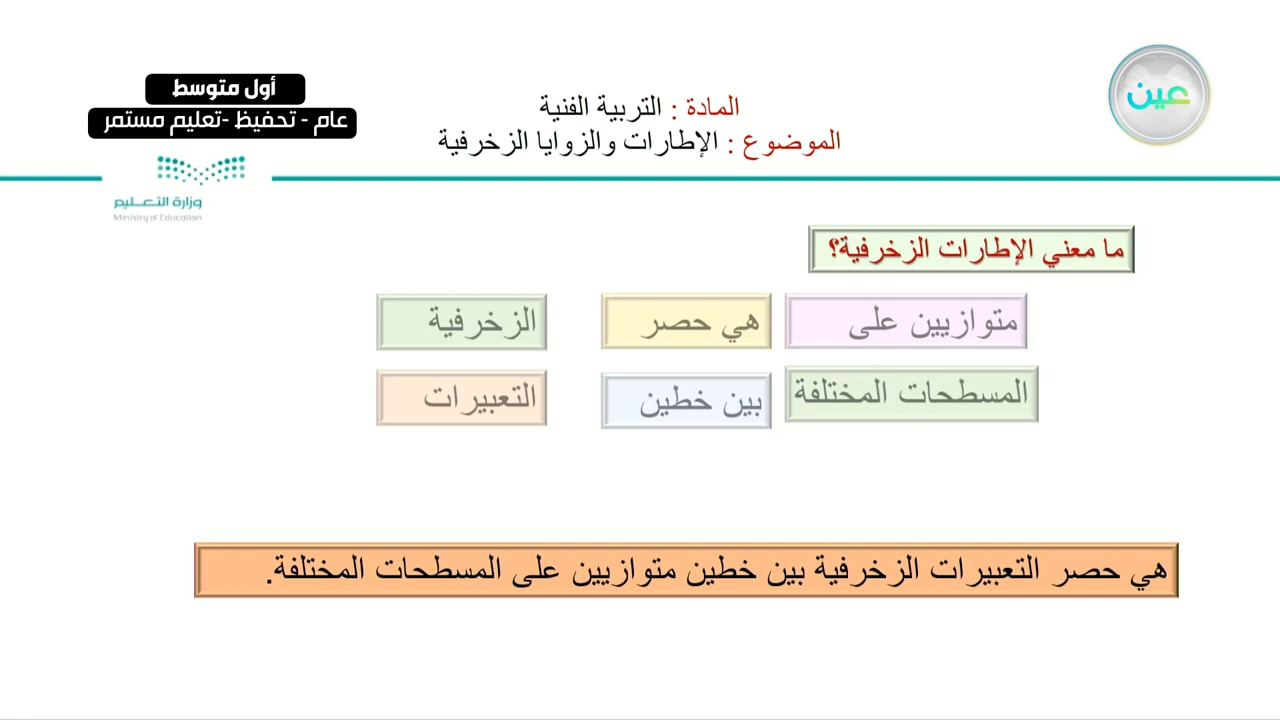 أول متوسط
عام - تحفيظ -تعليم مستمر
المادة : التربية الفنية
الموضوع : الإطارات والزوايا الزخرفية
عين
وزارة التعـــليم
Ministry of Education
ما معني الإطارات الزخرفية؟
متوازيين على
هي حصر
الزخرفية
المسطحات المختلفة
بين خطين
التعبيرات
هي حصر التعبيرات الزخرفية بين خطين متوازيين على المسطحات المختلفة.